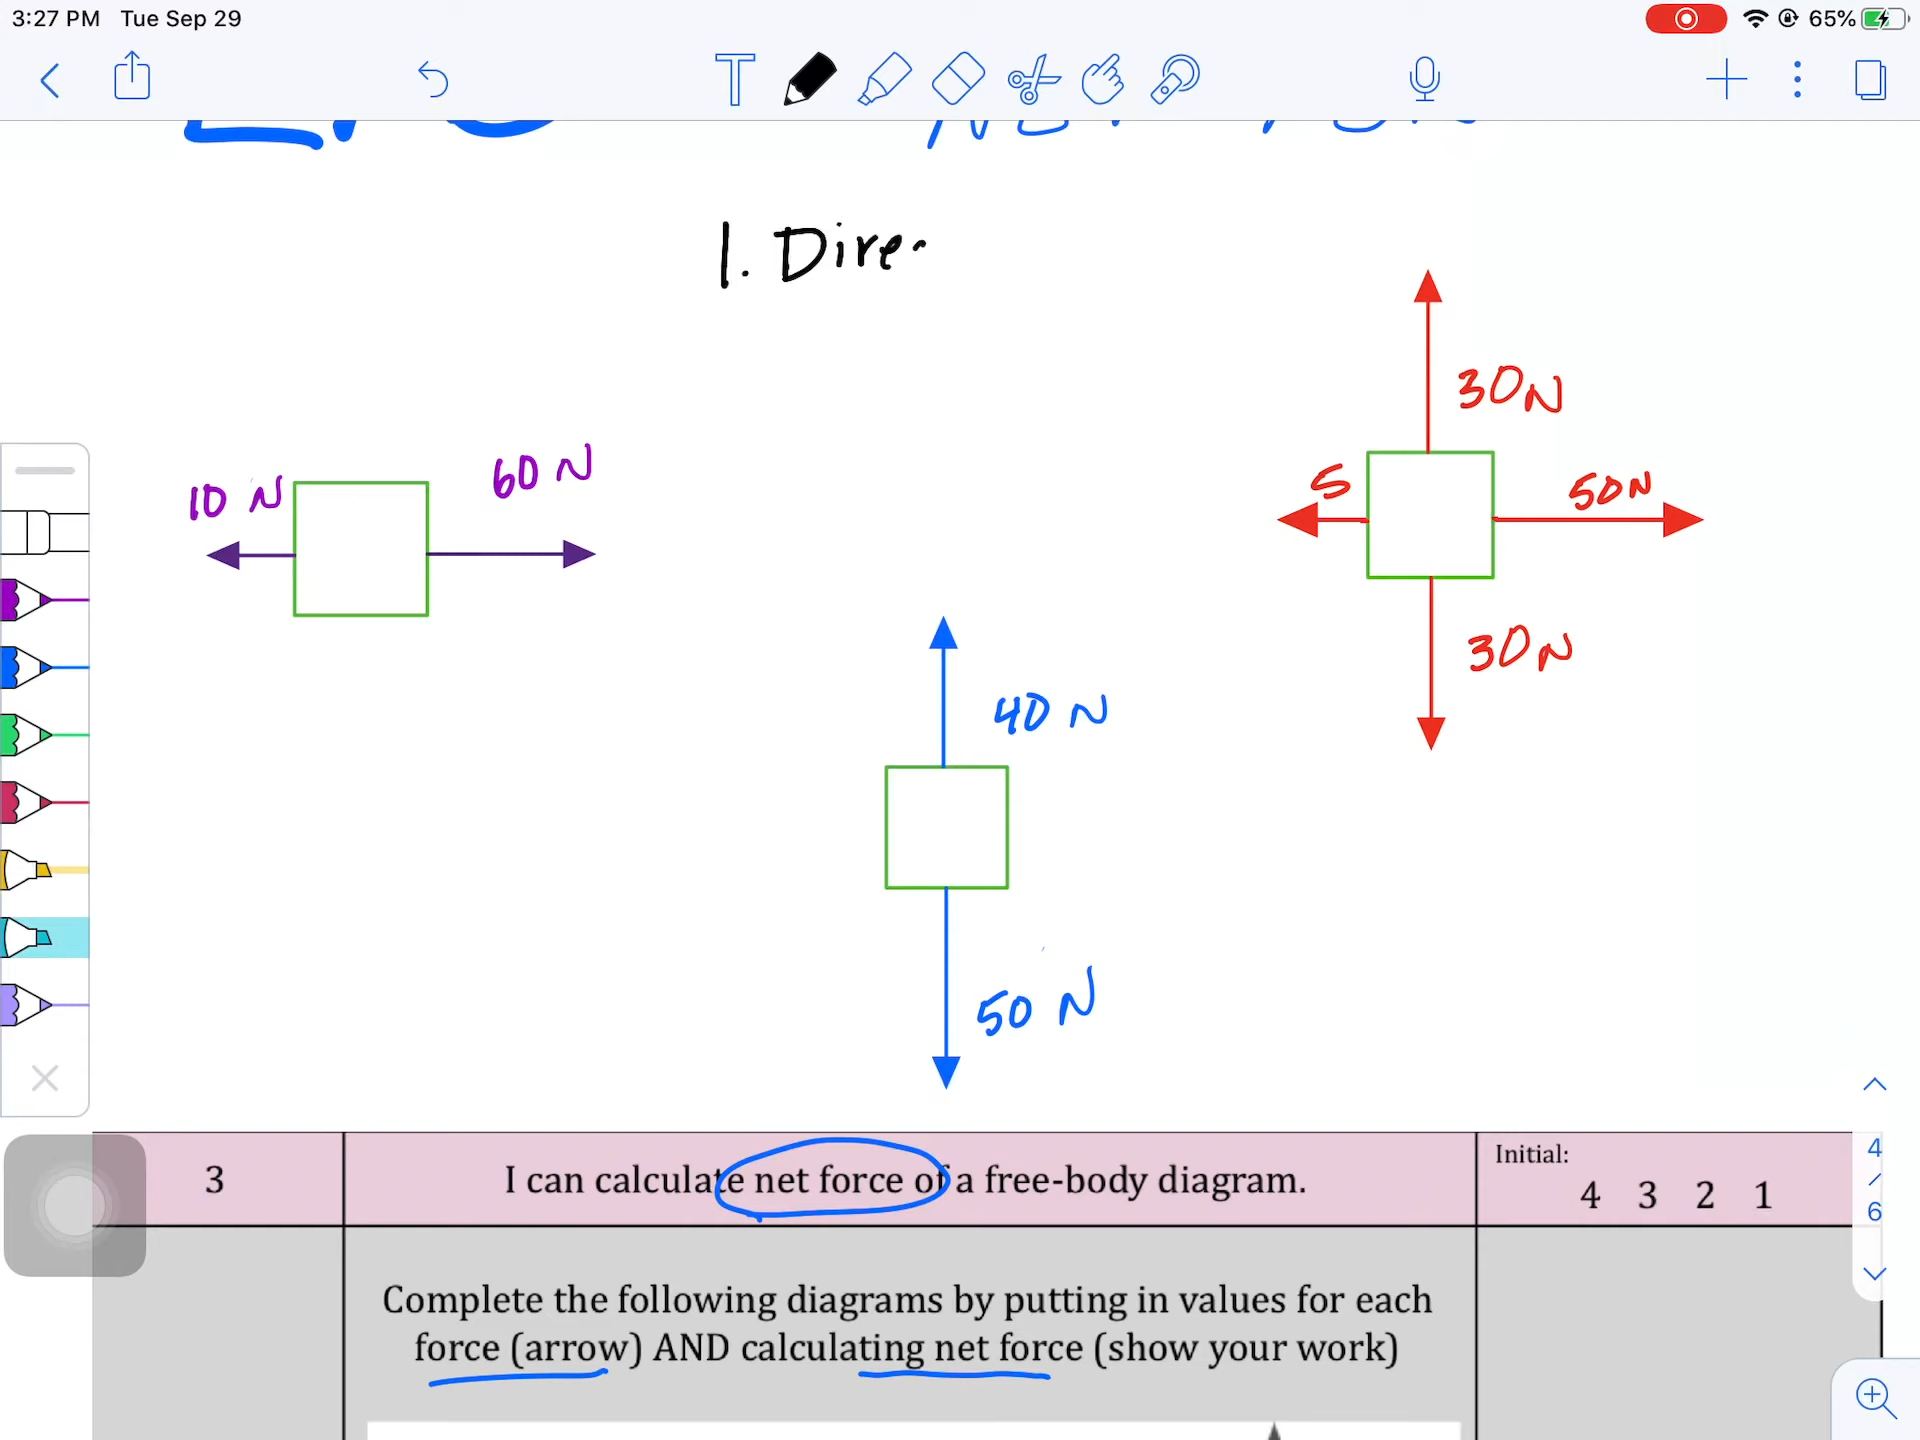 3:27 PM Tue Sep 29
65%
1. Dire
30N
10 N
60 N
5
50N
30N
40 N
50 N
3
I can calculate net force of a free-body diagram.
Initial:
4 3 2 1
4
/
6
Complete the following diagrams by putting in values for each
force (arrow) AND calculating net force (show your work)